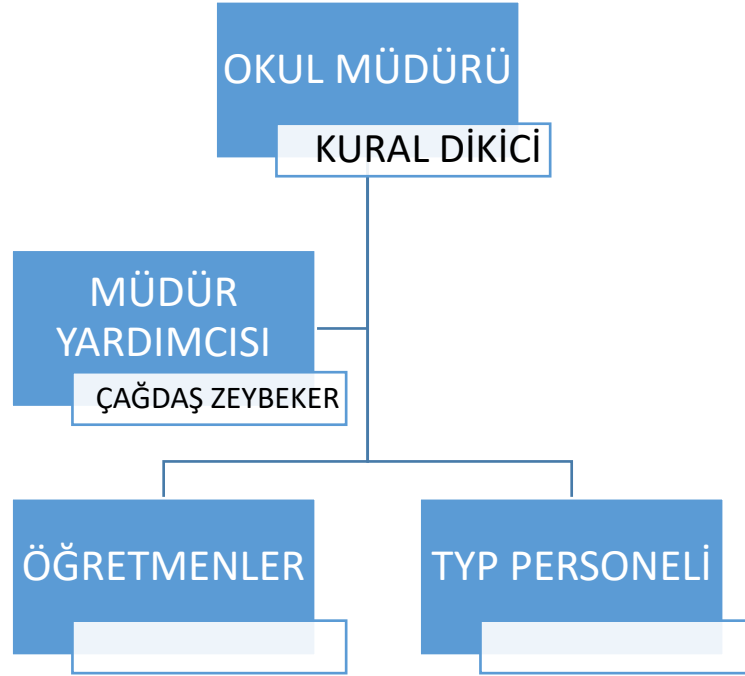 OKUL MÜDÜRÜ
KURAL DİKİCİ
MÜDÜR
YARDIMCISI
ÇAĞDAŞ ZEYBEKER
ÖĞRETMENLER
TYP PERSONELİ